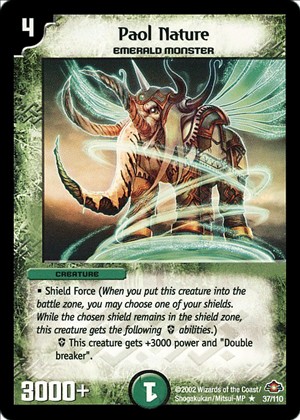 4
Paol Nature
EMERALD MONSTER
CREATURE
▪ Shield Force (When you put this creature into the
battle zone, you may choose one of your shields.
While the chosen shield remains in the shield zone,
this creature gets the following abilities.)
This creature gets +3000 power and "Double
breaker".
3000+
1
©2002 Wizards of the Coast/
Shogakukan/Mitsui-MP ★ 37/110